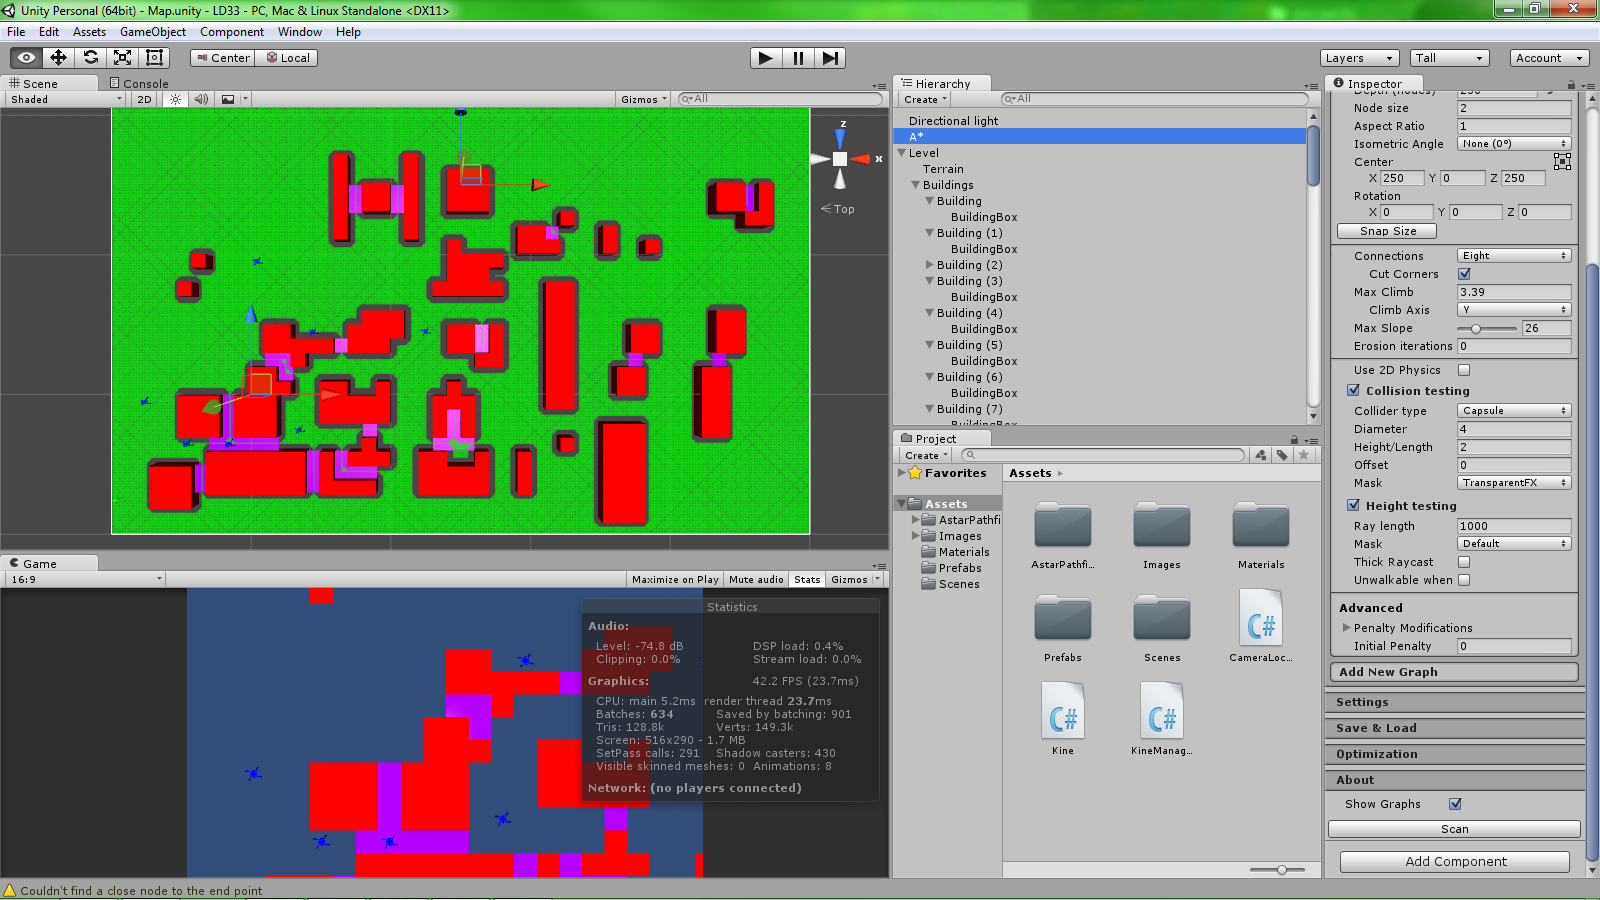 Unity Personal (64bit) - Map.unity - LD33 - PC, Mac & Linux Standalone <DX11>
File Edit Assets GameObject Component Window Help
Center Local
Layers Tall Account
Scene Console
Shaded 2D Gizmos All
z
x
Top
Game
16:9 Maximize on Play Mute audio Stats Gizmos
Statistics
Audio:
Level: -74.8 dB DSP load: 0.4%
Clipping: 0.0% Stream load: 0.0%
Graphics: 42.2 FPS (23.7ms)
CPU: main 5.2ms render thread 23.7ms
Batches: 634 Saved by batching: 901
Tris: 128.8k Verts: 149.3k
Screen: 516x290 - 1.7 MB
SetPass calls: 291 Shadow casters: 430
Visible skinned meshes: 0 Animations: 8
Network: (no players connected)
Couldn't find a close node to the end point
Hierarchy
Create All
Directional light
A*
Level
Terrain
Buildings
Building
BuildingBox
Building (1)
BuildingBox
Building (2)
Building (3)
BuildingBox
Building (4)
BuildingBox
Building (5)
BuildingBox
Building (6)
BuildingBox
Building (7)
BuildingBox
Project
Create
Favorites
Assets
AstarPathfi
Images
Materials
Prefabs
Scenes
Assets
AstarPathfi... Images Materials
Prefabs Scenes CameraLoc...
C#
C# C#
Kine KineManag...
Inspector
Depth (nodes) 250
Node size 2
Aspect Ratio 1
Isometric Angle None (0°)
Center
X 250 Y 0 Z 250
Rotation
X 0 Y 0 Z 0
Snap Size
Connections Eight
Cut Corners
Max Climb 3.39
Climb Axis Y
Max Slope 26
Erosion iterations 0
Use 2D Physics
Collision testing
Collider type Capsule
Diameter 4
Height/Length 2
Offset 0
Mask TransparentFX
Height testing
Ray length 1000
Mask Default
Thick Raycast
Unwalkable when
Advanced
Penalty Modifications
Initial Penalty 0
Add New Graph
Settings
Save & Load
Optimization
About
Show Graphs
Scan
Add Component